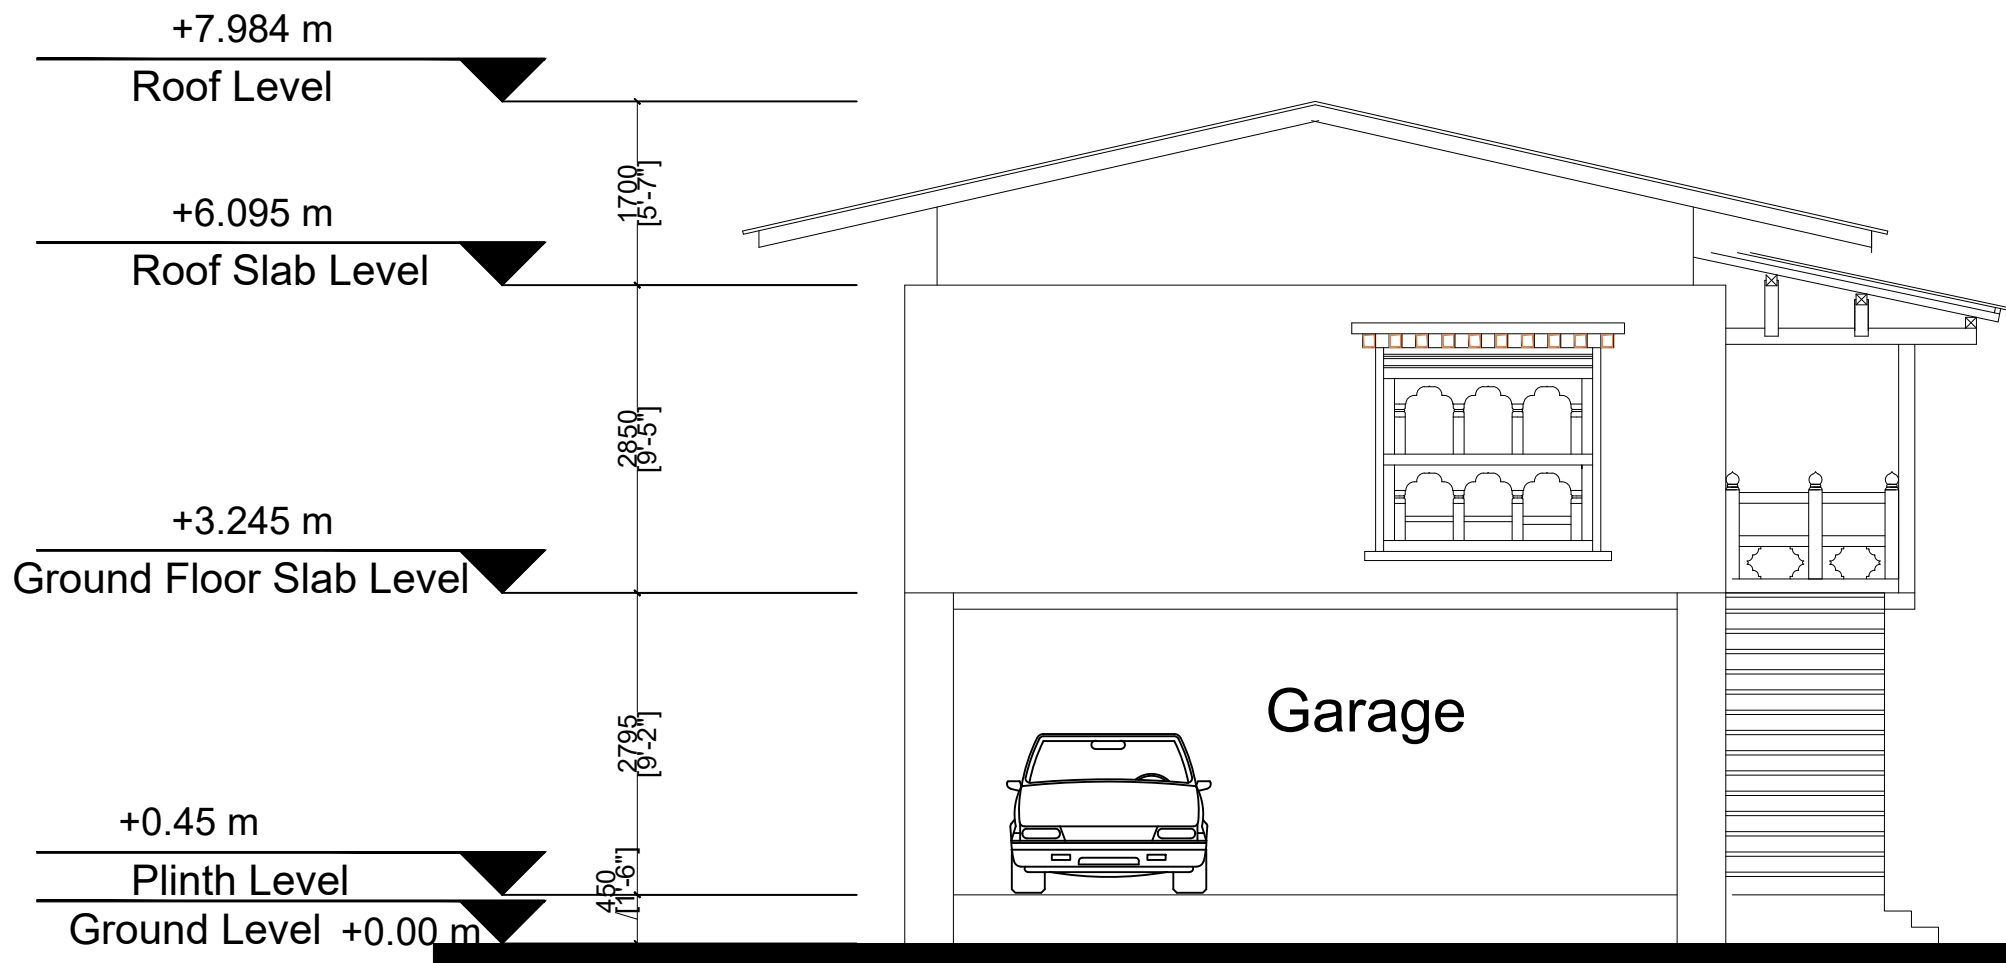 +7.984 m
Roof Level
1700
[5'-7"]
+6.095 m
Roof Slab Level
2850
[9'-5"]
+3.245 m
Ground Floor Slab Level
Garage
2795
[9'-2"]
+0.45 m
Plinth Level
450
[1'-6"]
Ground Level +0.00 m